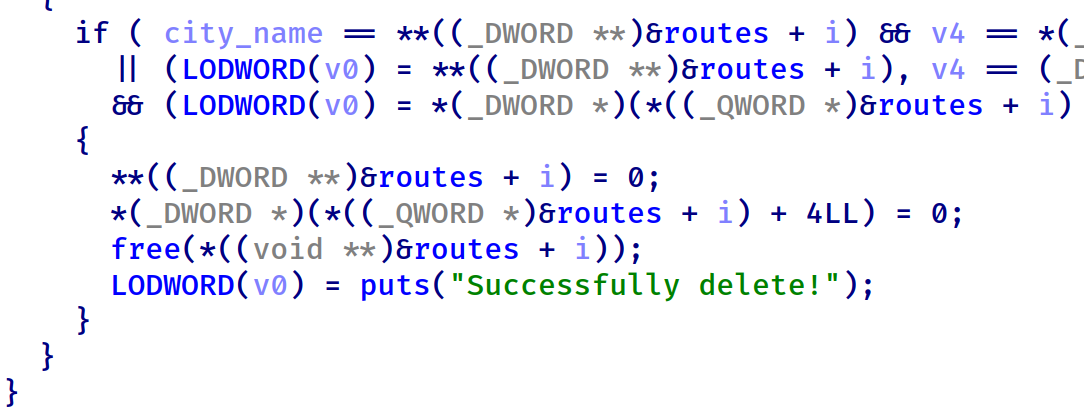 {
if ( city_name == **((_DWORD **)&routes + i) && v4 == *(_
|| (LODWORD(v0) = **((_DWORD **)&routes + i), v4 == (_D
&& (LODWORD(v0) = *(_DWORD *)(*((_QWORD *)&routes + i)
{
**((_DWORD **)&routes + i) = 0;
*(_DWORD *)(*((_QWORD *)&routes + i) + 4LL) = 0;
free(*((void **)&routes + i));
LODWORD(v0) = puts("Successfully delete!");
}
}
}